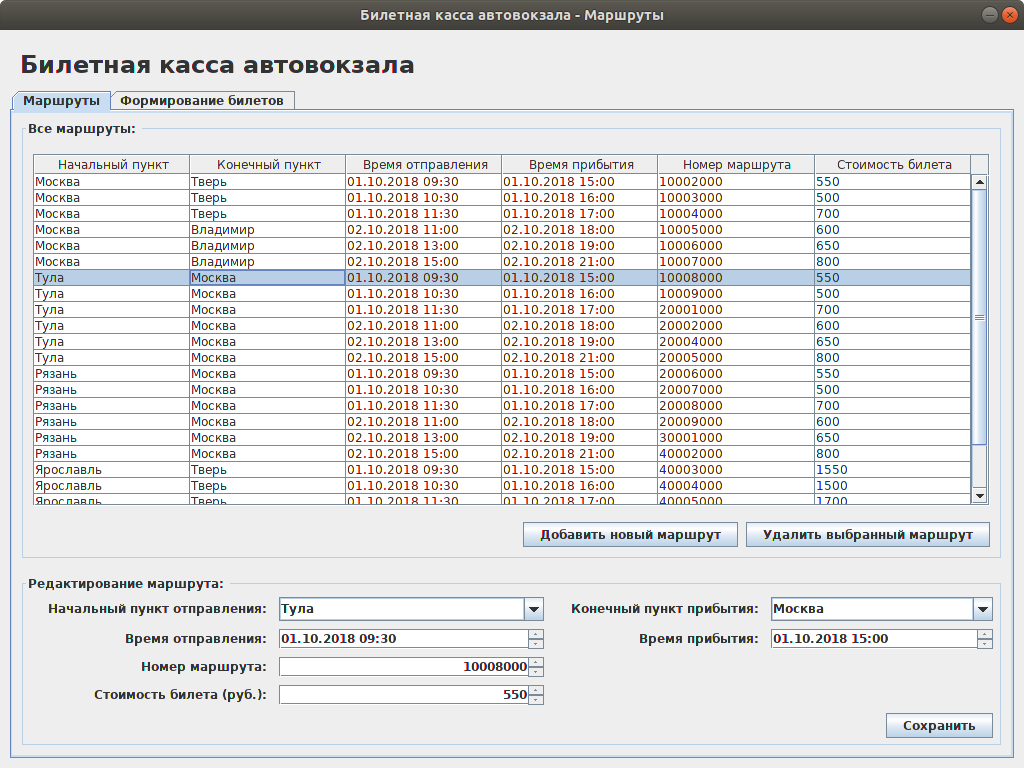 Билетная касса автовокзала - Маршруты
Билетная касса автовокзала
Маршруты Формирование билетов
Все маршруты:
Начальный пункт Конечный пункт Время отправления Время прибытия Номер маршрута Стоимость билета
Москва Тверь 01.10.2018 09:30 01.10.2018 15:00 10002000 550
Москва Тверь 01.10.2018 10:30 01.10.2018 16:00 10003000 500
Москва Тверь 01.10.2018 11:30 01.10.2018 17:00 10004000 700
Москва Владимир 02.10.2018 11:00 02.10.2018 18:00 10005000 600
Москва Владимир 02.10.2018 13:00 02.10.2018 19:00 10006000 650
Москва Владимир 02.10.2018 15:00 02.10.2018 21:00 10007000 800
Тула Москва 01.10.2018 09:30 01.10.2018 15:00 10008000 550
Тула Москва 01.10.2018 10:30 01.10.2018 16:00 10009000 500
Тула Москва 01.10.2018 11:30 01.10.2018 17:00 20001000 700
Тула Москва 02.10.2018 11:00 02.10.2018 18:00 20002000 600
Тула Москва 02.10.2018 13:00 02.10.2018 19:00 20004000 650
Тула Москва 02.10.2018 15:00 02.10.2018 21:00 20005000 800
Рязань Москва 01.10.2018 09:30 01.10.2018 15:00 20006000 550
Рязань Москва 01.10.2018 10:30 01.10.2018 16:00 20007000 500
Рязань Москва 01.10.2018 11:30 01.10.2018 17:00 20008000 700
Рязань Москва 02.10.2018 11:00 02.10.2018 18:00 20009000 600
Рязань Москва 02.10.2018 13:00 02.10.2018 19:00 30001000 650
Рязань Москва 02.10.2018 15:00 02.10.2018 21:00 40002000 800
Ярославль Тверь 01.10.2018 09:30 01.10.2018 15:00 40003000 1550
Ярославль Тверь 01.10.2018 10:30 01.10.2018 16:00 40004000 1500
Ярославль Тверь 01.10.2018 11:30 01.10.2018 17:00 40005000 1700
Добавить новый маршрут Удалить выбранный маршрут
Редактирование маршрута:
Начальный пункт отправления: Тула Конечный пункт прибытия: Москва
Время отправления: 01.10.2018 09:30 Время прибытия: 01.10.2018 15:00
Номер маршрута: 10008000
Стоимость билета (руб.): 550
Сохранить